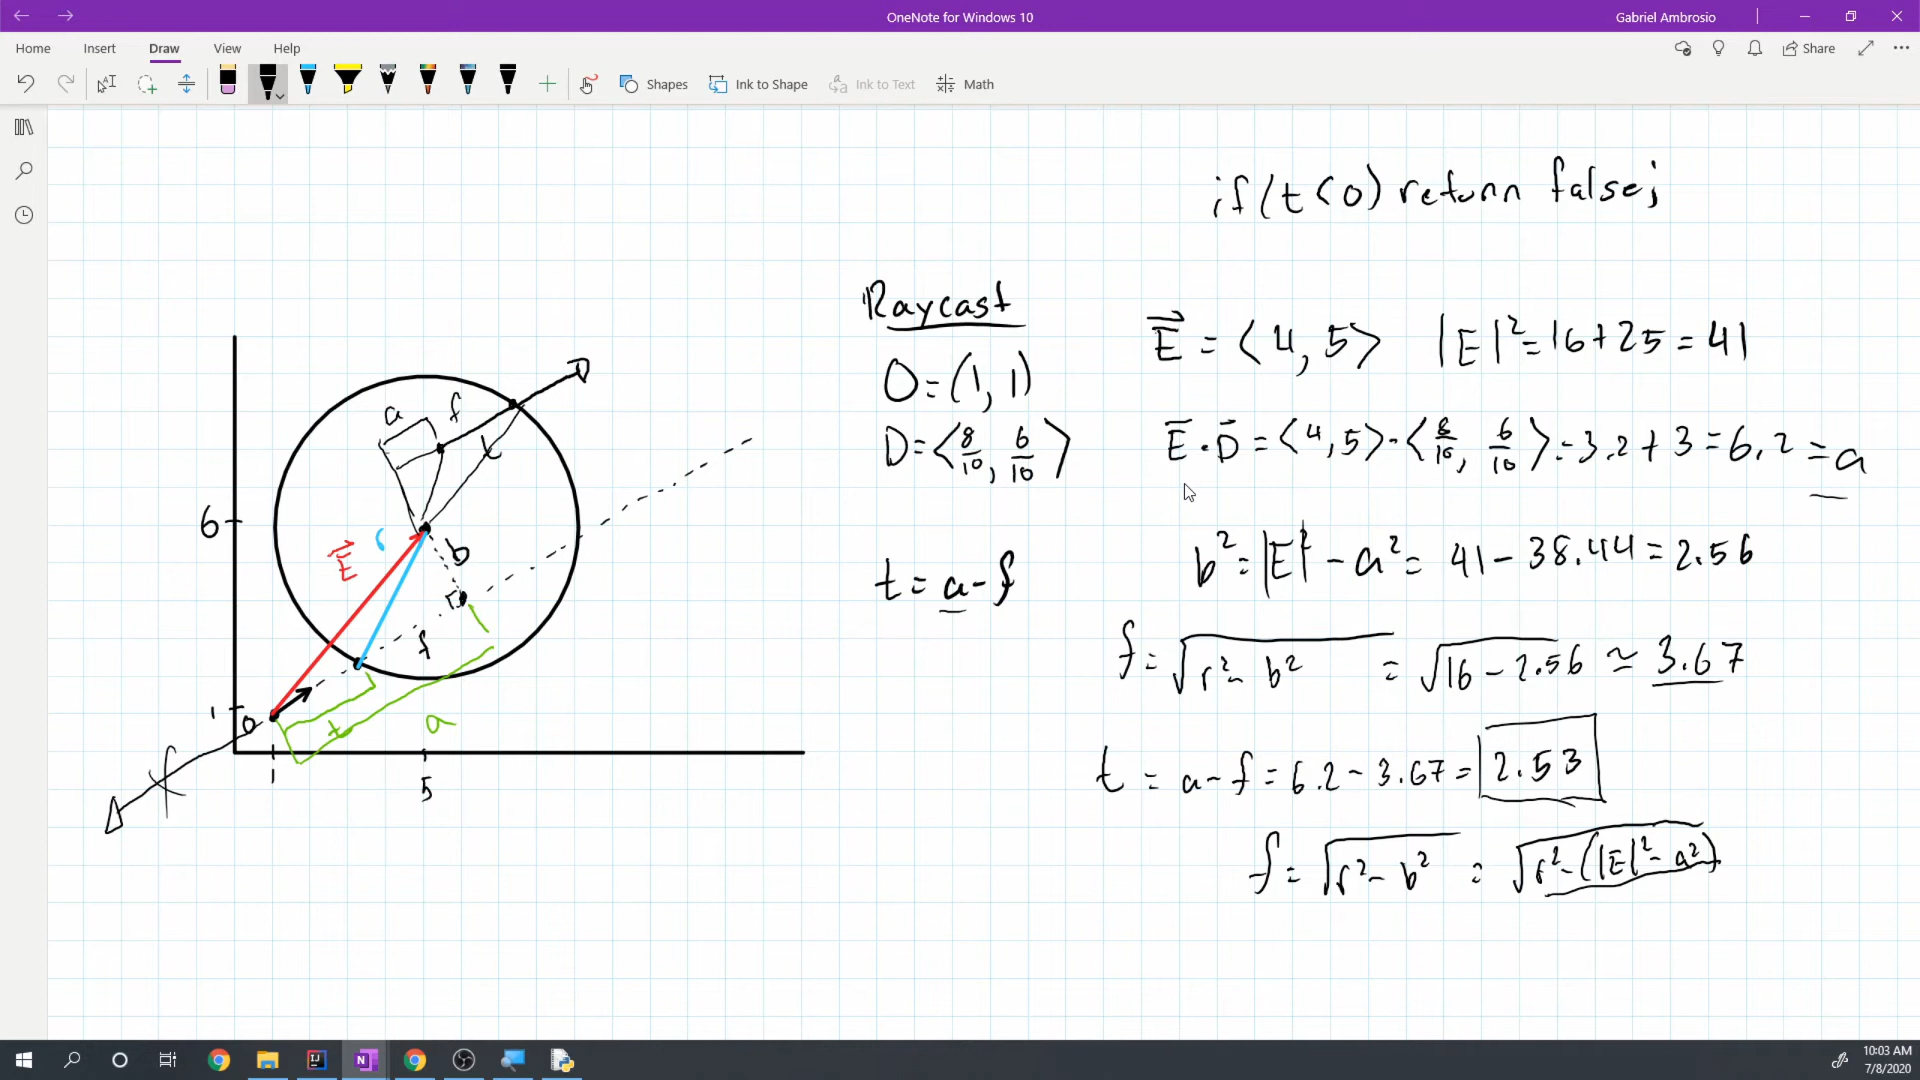 OneNote for Windows 10
Gabriel Ambrosio
Home Insert Draw View Help
Share
Shapes Ink to Shape Ink to Text Math
if(t<0) return false;
Raycast
O=(1, 1)
D=<8/10, 6/10>
t= a-f
E = <4, 5> |E|²=16+25=41
E·D=<4,5>·<8/10, 6/10>=3.2+3=6.2=a
b²=|E|²-a²= 41-38.44=2.56
f=√r²-b² = √16-2.56 ≃ 3.67
t = a-f=6.2-3.67=2.53
f=√r²-b² = √r²-(|E|²-a²)
a f
t
6
E r b
f
1 O t a
1 5
10:03 AM
7/8/2020